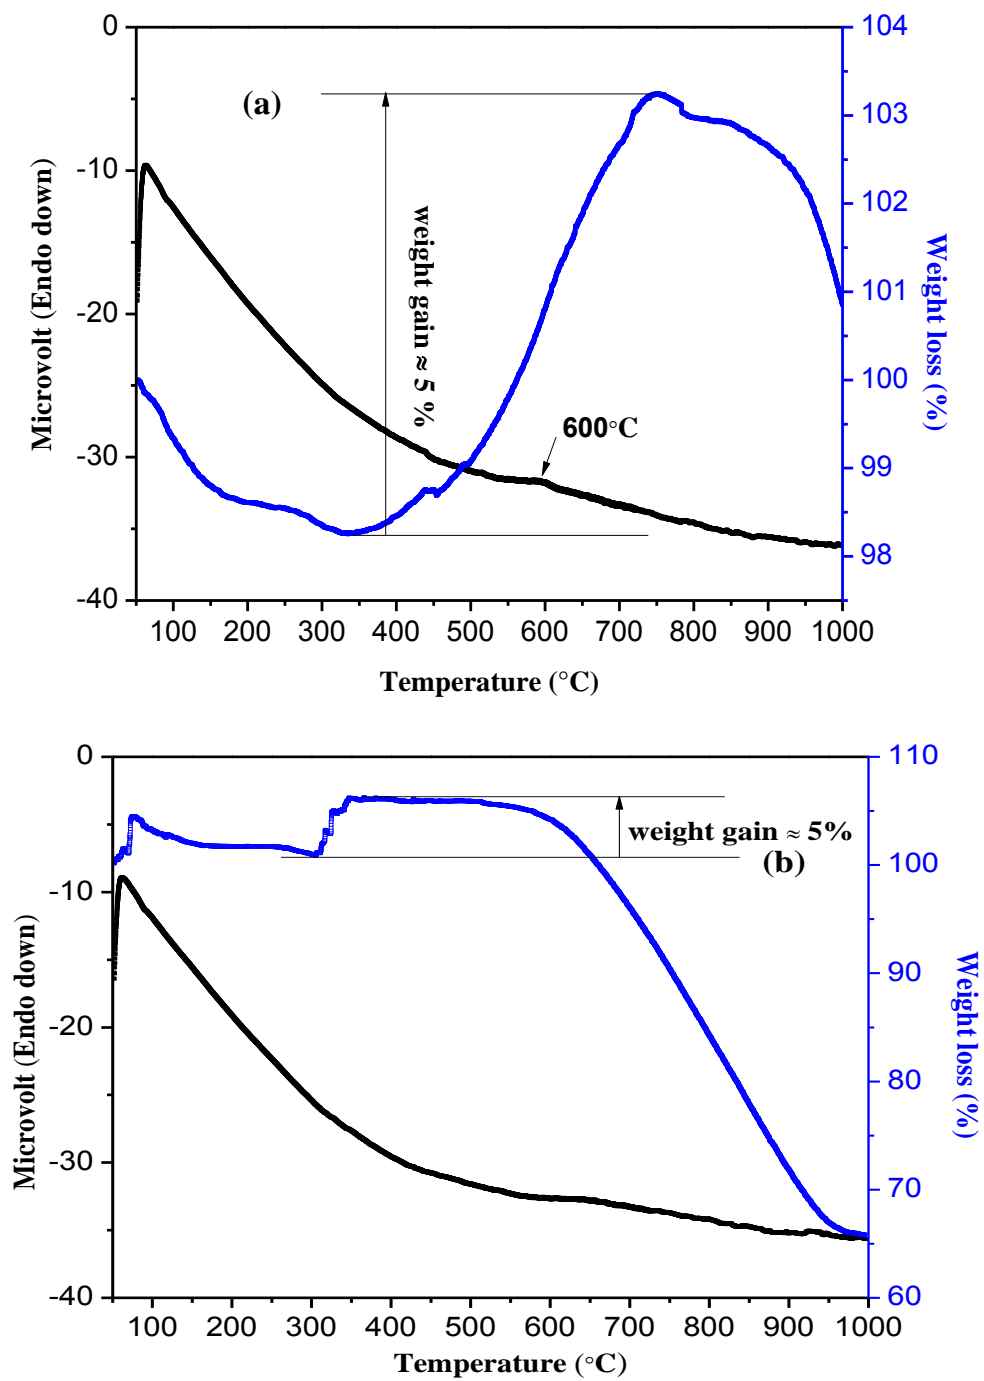 0
-10
-20
-30
-40
104
103
102
101
100
99
98
100 200 300 400 500 600 700 800 900 1000
Microvolt (Endo down)
Weight loss (%)
Temperature (°C)
(a)
weight gain ≈ 5 %
600°C
0
-10
-20
-30
-40
110
100
90
80
70
60
100 200 300 400 500 600 700 800 900 1000
Microvolt (Endo down)
Weight loss (%)
Temperature (°C)
weight gain ≈ 5%
(b)